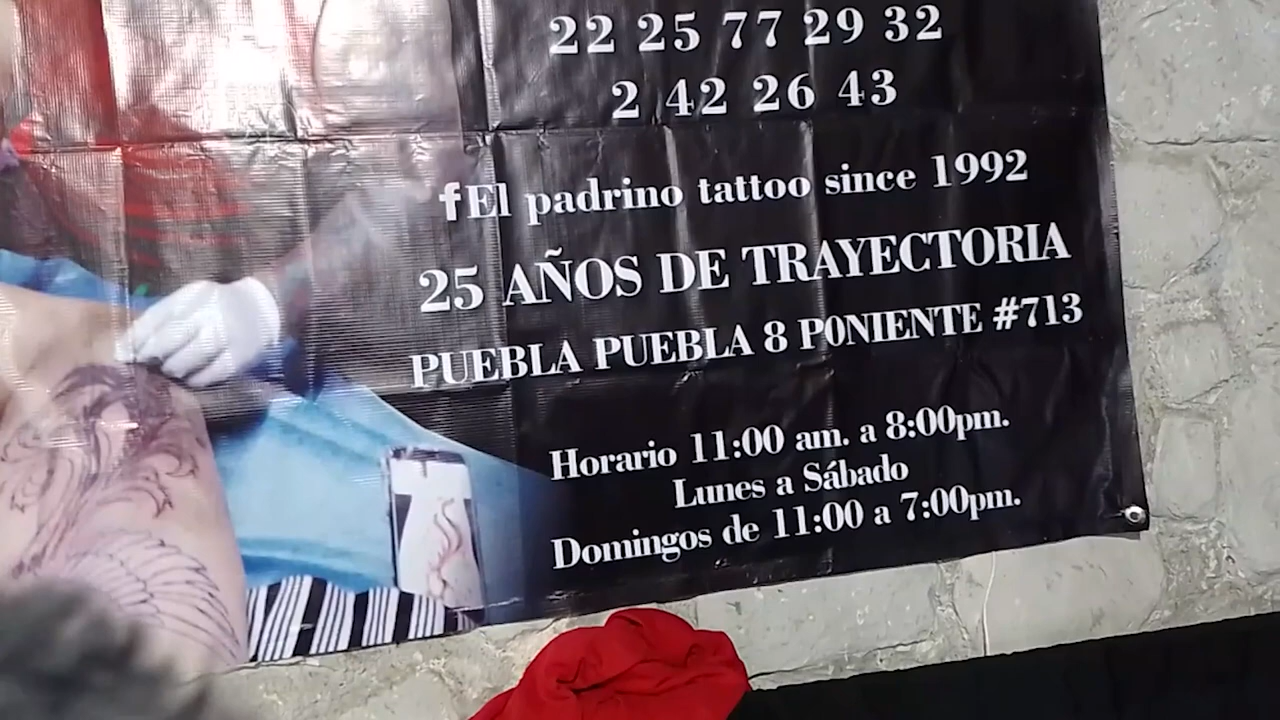 22 25 77 29 32
2 42 26 43
f El padrino tattoo since 1992
25 AÑOS DE TRAYECTORIA
PUEBLA PUEBLA 8 PONIENTE #713
Horario 11:00 am. a 8:00pm.
Lunes a Sábado
Domingos de 11:00 a 7:00pm.